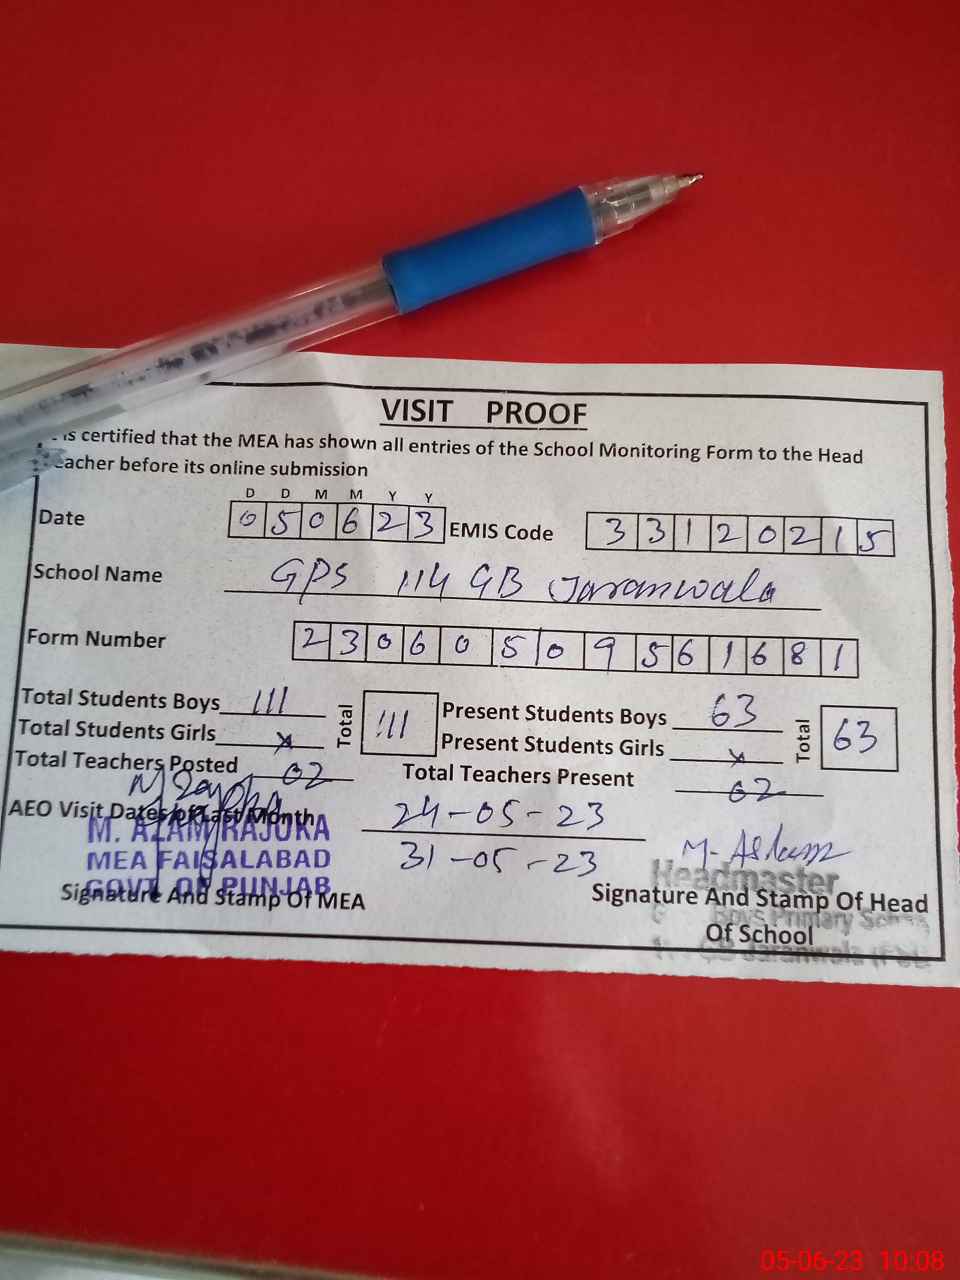 VISIT PROOF
is certified that the MEA has shown all entries of the School Monitoring Form to the Head
eacher before its online submission
D D M M Y Y
Date 0 5 0 6 2 3 EMIS Code 3 3 1 2 0 2 1 5
School Name GPS 114 GB Jaranwala
Form Number 2 3 0 6 0 5 0 9 5 6 1 6 8 1
Total Students Boys 111 Total 111 Present Students Boys 63 Total 63
Total Students Girls x Present Students Girls x
Total Teachers Posted 02 Total Teachers Present 02
AEO Visit Dates of Last Month 24-05-23
31-05-23
M. AZAM RAJOKA
MEA FAISALABAD
GOVT OF PUNJAB
Signature And Stamp Of MEA
M. Aslam
Headmaster
Signature And Stamp Of Head
Boys Primary
Of School
GB Jaranwala
05-06-23 10:08